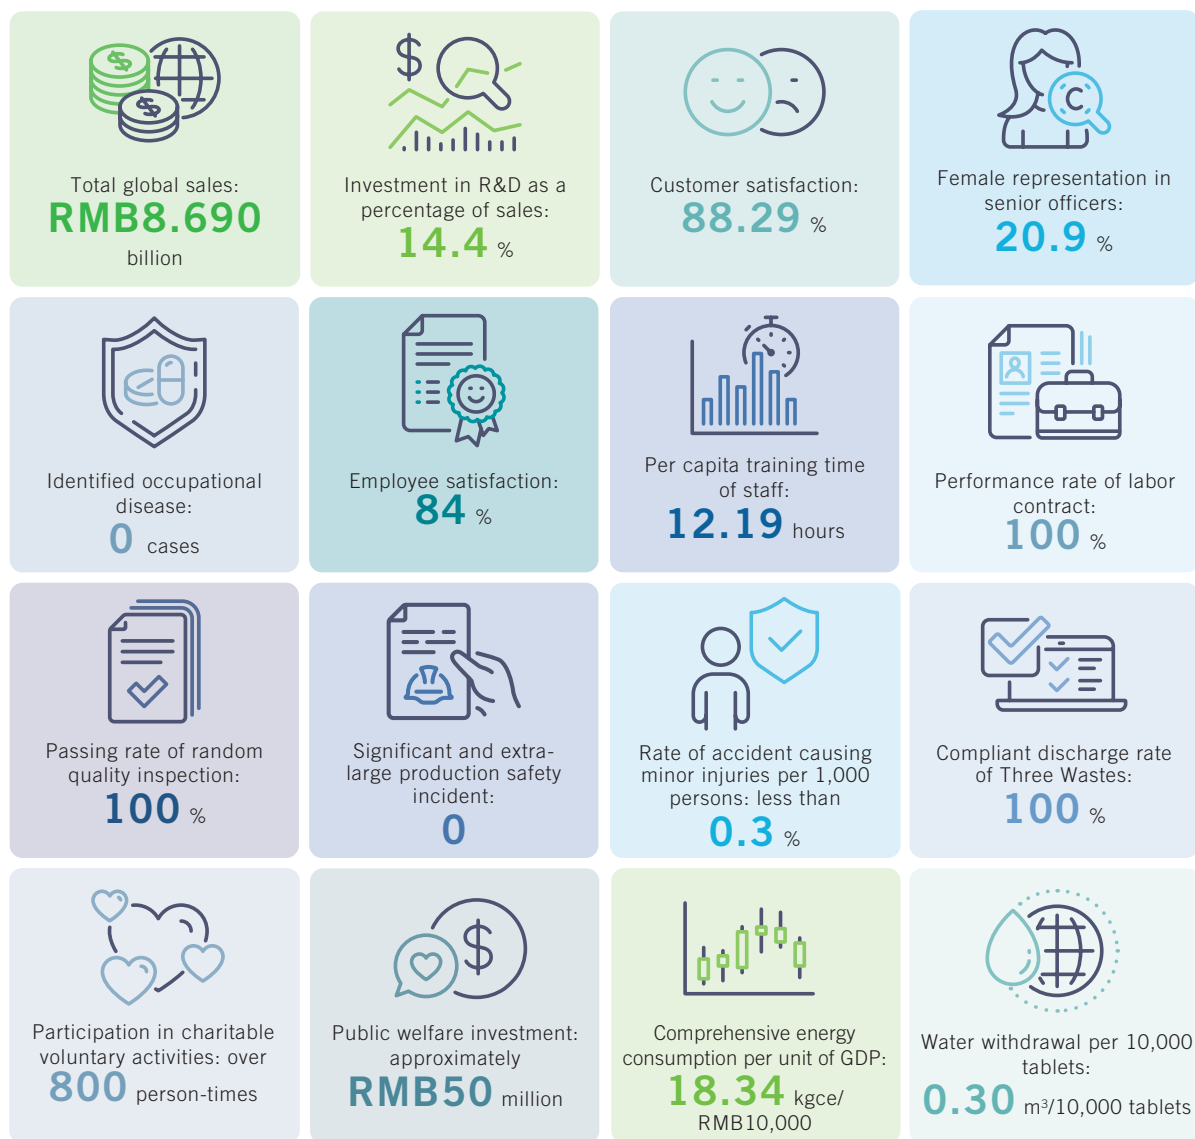 Total global sales:
RMB8.690
billion
Investment in R&D as a
percentage of sales:
14.4 %
Customer satisfaction:
88.29 %
Female representation in
senior officers:
20.9 %
Identified occupational
disease:
0 cases
Employee satisfaction:
84 %
Per capita training time
of staff:
12.19 hours
Performance rate of labor
contract:
100 %
Passing rate of random
quality inspection:
100 %
Significant and extra-
large production safety
incident:
0
Rate of accident causing
minor injuries per 1,000
persons: less than
0.3 %
Compliant discharge rate
of Three Wastes:
100 %
Participation in charitable
voluntary activities: over
800 person-times
Public welfare investment:
approximately
RMB50 million
Comprehensive energy
consumption per unit of GDP:
18.34 kgce/
RMB10,000
Water withdrawal per 10,000
tablets:
0.30 m³/10,000 tablets